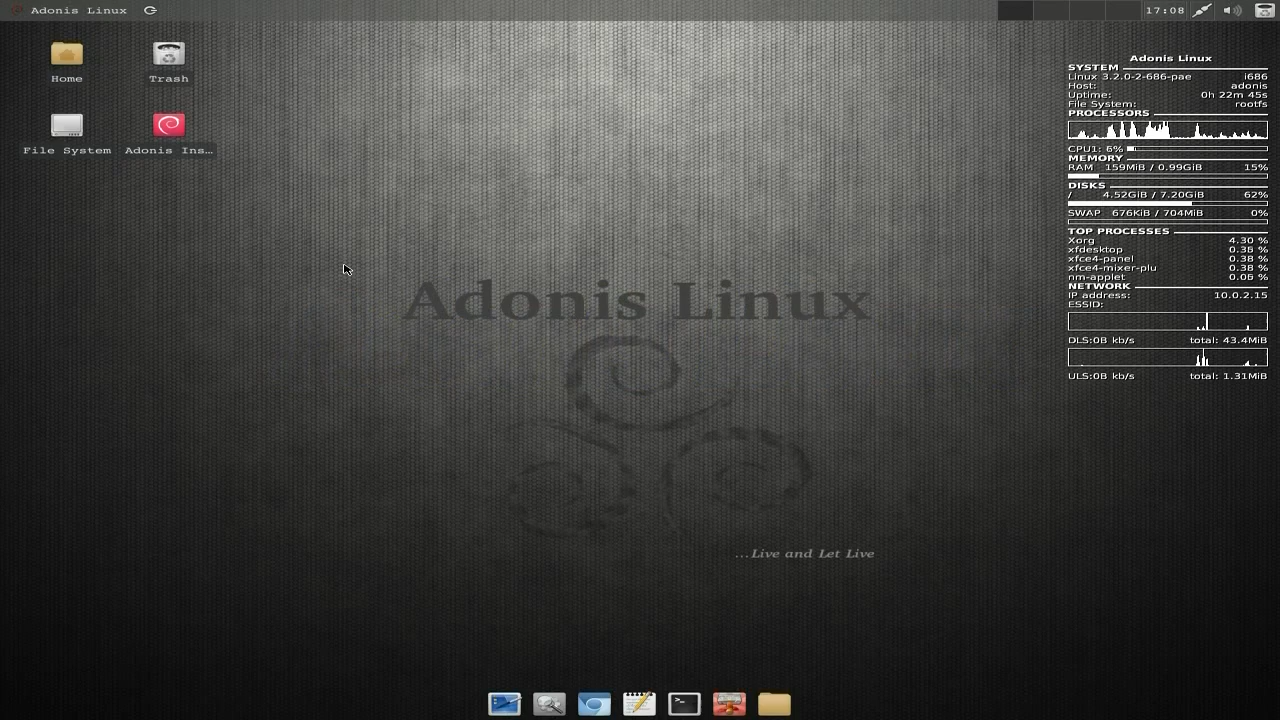 Adonis Linux
17:08
Home
Trash
File System
Adonis Ins...
Adonis Linux
SYSTEM
Linux 3.2.0-2-686-pae i686
Host: adonis
Uptime: 0h 22m 45s
File System: rootfs
PROCESSORS
CPU1: 6%
MEMORY
RAM 159MiB / 0.99GiB 15%
DISKS
/ 4.52GiB / 7.20GiB 62%
SWAP 676KiB / 704MiB 0%
TOP PROCESSES
Xorg 4.30 %
xfdesktop 0.38 %
xfce4-panel 0.38 %
xfce4-mixer-plu 0.38 %
nm-applet 0.06 %
NETWORK
IP address: 10.0.2.15
ESSID:
DLS:0B kb/s total: 43.4MiB
ULS:0B kb/s total: 1.31MiB
Adonis Linux
...Live and Let Live